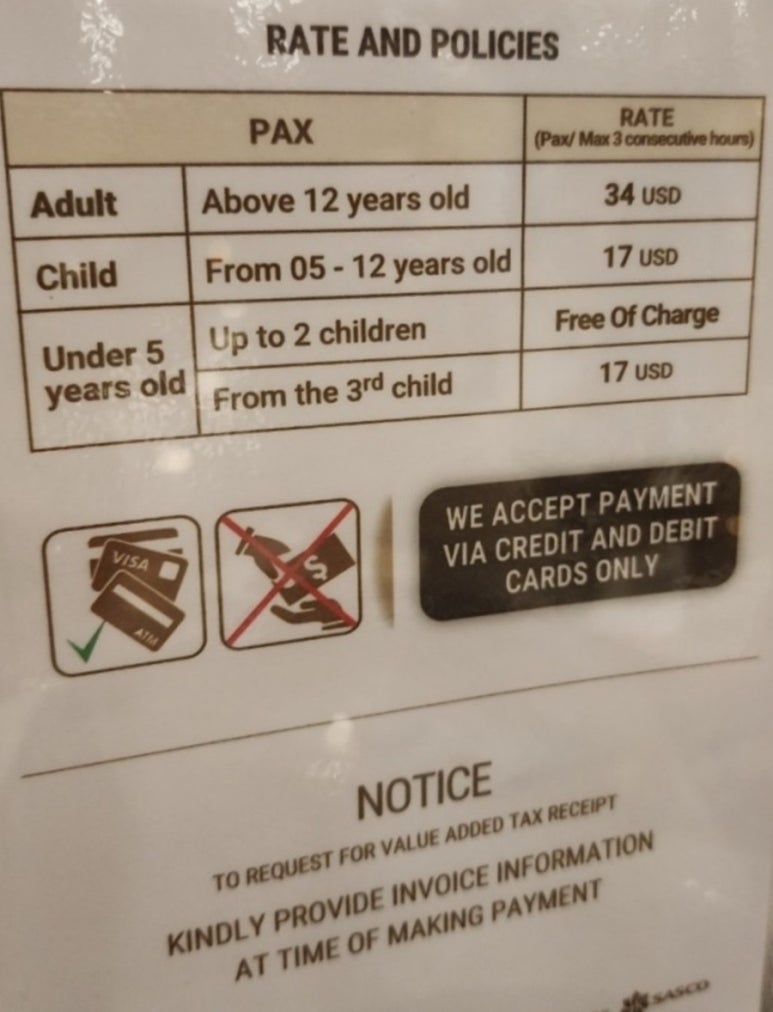 RATE AND POLICIES
PAX
RATE
(Pax/ Max 3 consecutive hours)
Adult
Above 12 years old
34 USD
Child
From 05 - 12 years old
17 USD
Under 5
years old
Up to 2 children
Free Of Charge
From the 3rd child
17 USD
VISA
ATM
$
WE ACCEPT PAYMENT
VIA CREDIT AND DEBIT
CARDS ONLY
NOTICE
TO REQUEST FOR VALUE ADDED TAX RECEIPT
KINDLY PROVIDE INVOICE INFORMATION
AT TIME OF MAKING PAYMENT
SASCO